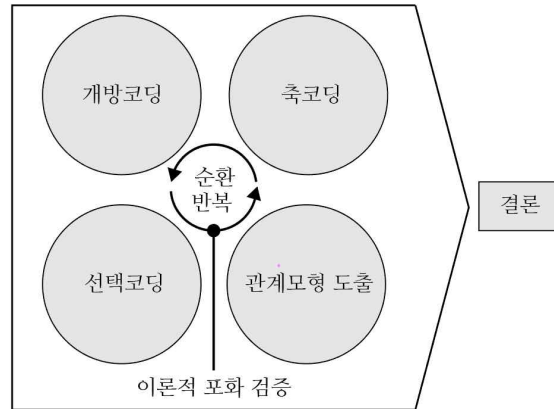 개방코딩
축코딩
순환
반복
결론
선택코딩
관계모형 도출
이론적 포화 검증